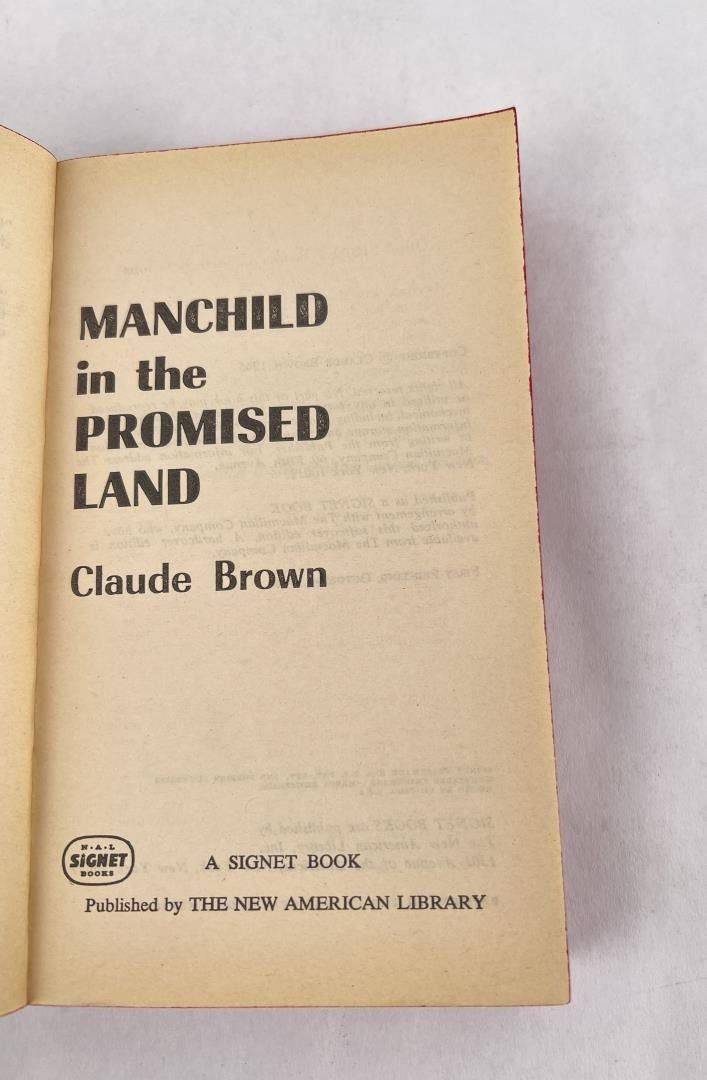 MANCHILD
in the
PROMISED
LAND
Claude Brown
N·A·L
SIGNET
BOOKS
A SIGNET BOOK
Published by THE NEW AMERICAN LIBRARY